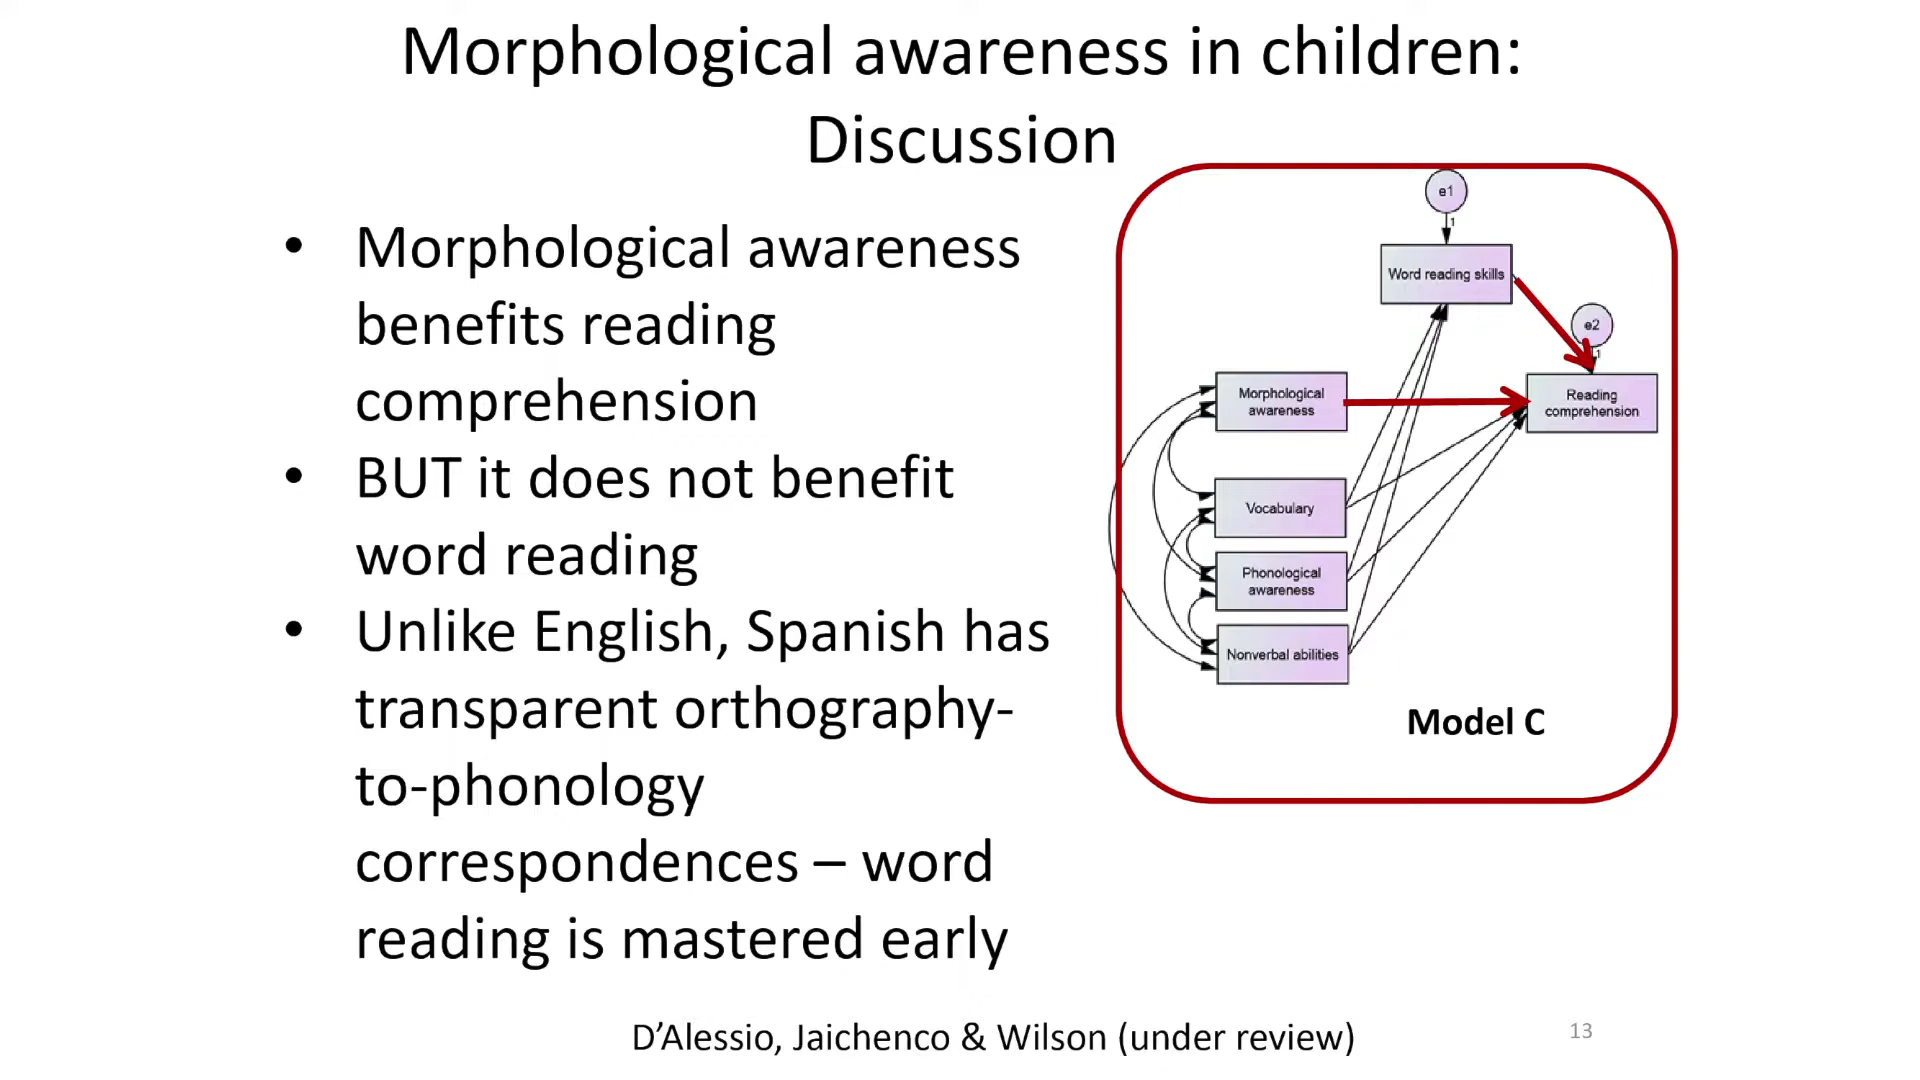 Morphological awareness in children:
Discussion
• Morphological awareness
benefits reading
comprehension
• BUT it does not benefit
word reading
• Unlike English, Spanish has
transparent orthography-
to-phonology
correspondences – word
reading is mastered early
e1
1
Word reading skills
e2
1
Morphological
awareness
Reading
comprehension
Vocabulary
Phonological
awareness
Nonverbal abilities
Model C
D’Alessio, Jaichenco & Wilson (under review)
13